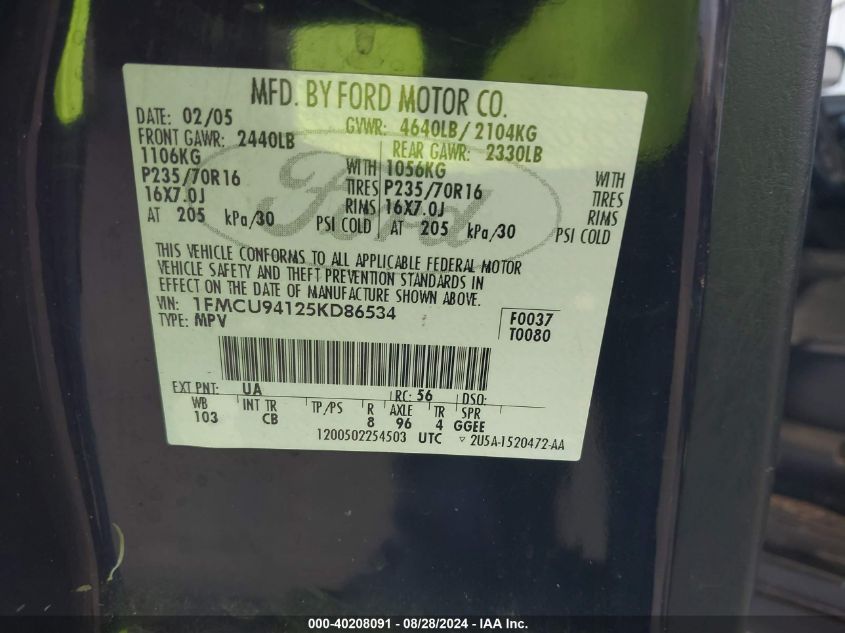 MFD. BY FORD MOTOR CO.
DATE: 02/05 GVWR: 4640LB/ 2104KG
FRONT GAWR: 2440LB REAR GAWR: 2330LB
1106KG WITH 1056KG WITH
P235/70R16 TIRES P235/70R16 TIRES
16X7.0J RIMS 16X7.0J RIMS
AT 205 kPa/30 PSI COLD AT 205 kPa/30 PSI COLD
Ford
THIS VEHICLE CONFORMS TO ALL APPLICABLE FEDERAL MOTOR
VEHICLE SAFETY AND THEFT PREVENTION STANDARDS IN
EFFECT ON THE DATE OF MANUFACTURE SHOWN ABOVE.
VIN: 1FMCU94125KD86534 F0037
TYPE: MPV T0080
EXT PNT: UA RC: 56 DSO:
WB INT TR TP/PS R AXLE TR SPR
103 CB 8 96 4 GGEE
1200502254503 UTC ▿ 2U5A-1520472-AA
000-40208091 - 08/28/2024 - IAA Inc.